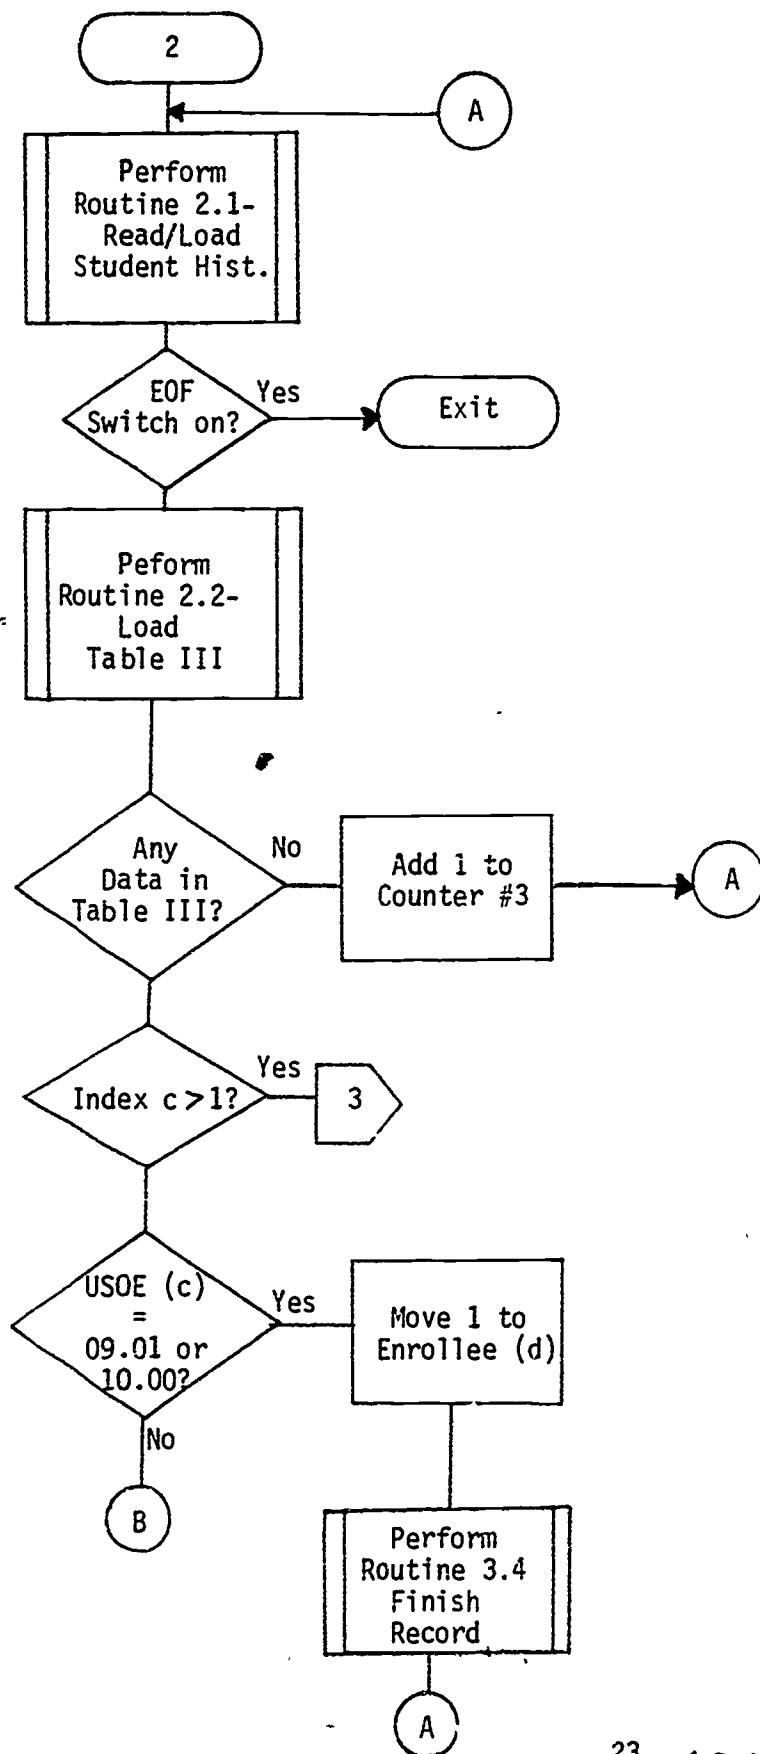 2
A
Perform
Routine 2.1-
Read/Load
Student Hist.
EOF
Switch on?
Yes
Exit
Peform
Routine 2.2-
Load
Table III
Any
Data in
Table III?
No
Add 1 to
Counter #3
A
Index c > 1?
Yes
3
USOE (c)
=
09.01 or
10.00?
Yes
Move 1 to
Enrollee (d)
No
B
Perform
Routine 3.4
Finish
Record
A
23